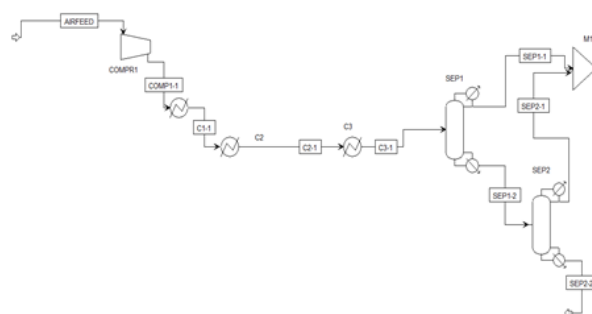 AIRFEED
COMPR1
COMP1-1
C1-1
C2
C2-1
C3
C3-1
SEP1
SEP1-1
M1
SEP2-1
SEP2
SEP1-2
SEP2-2